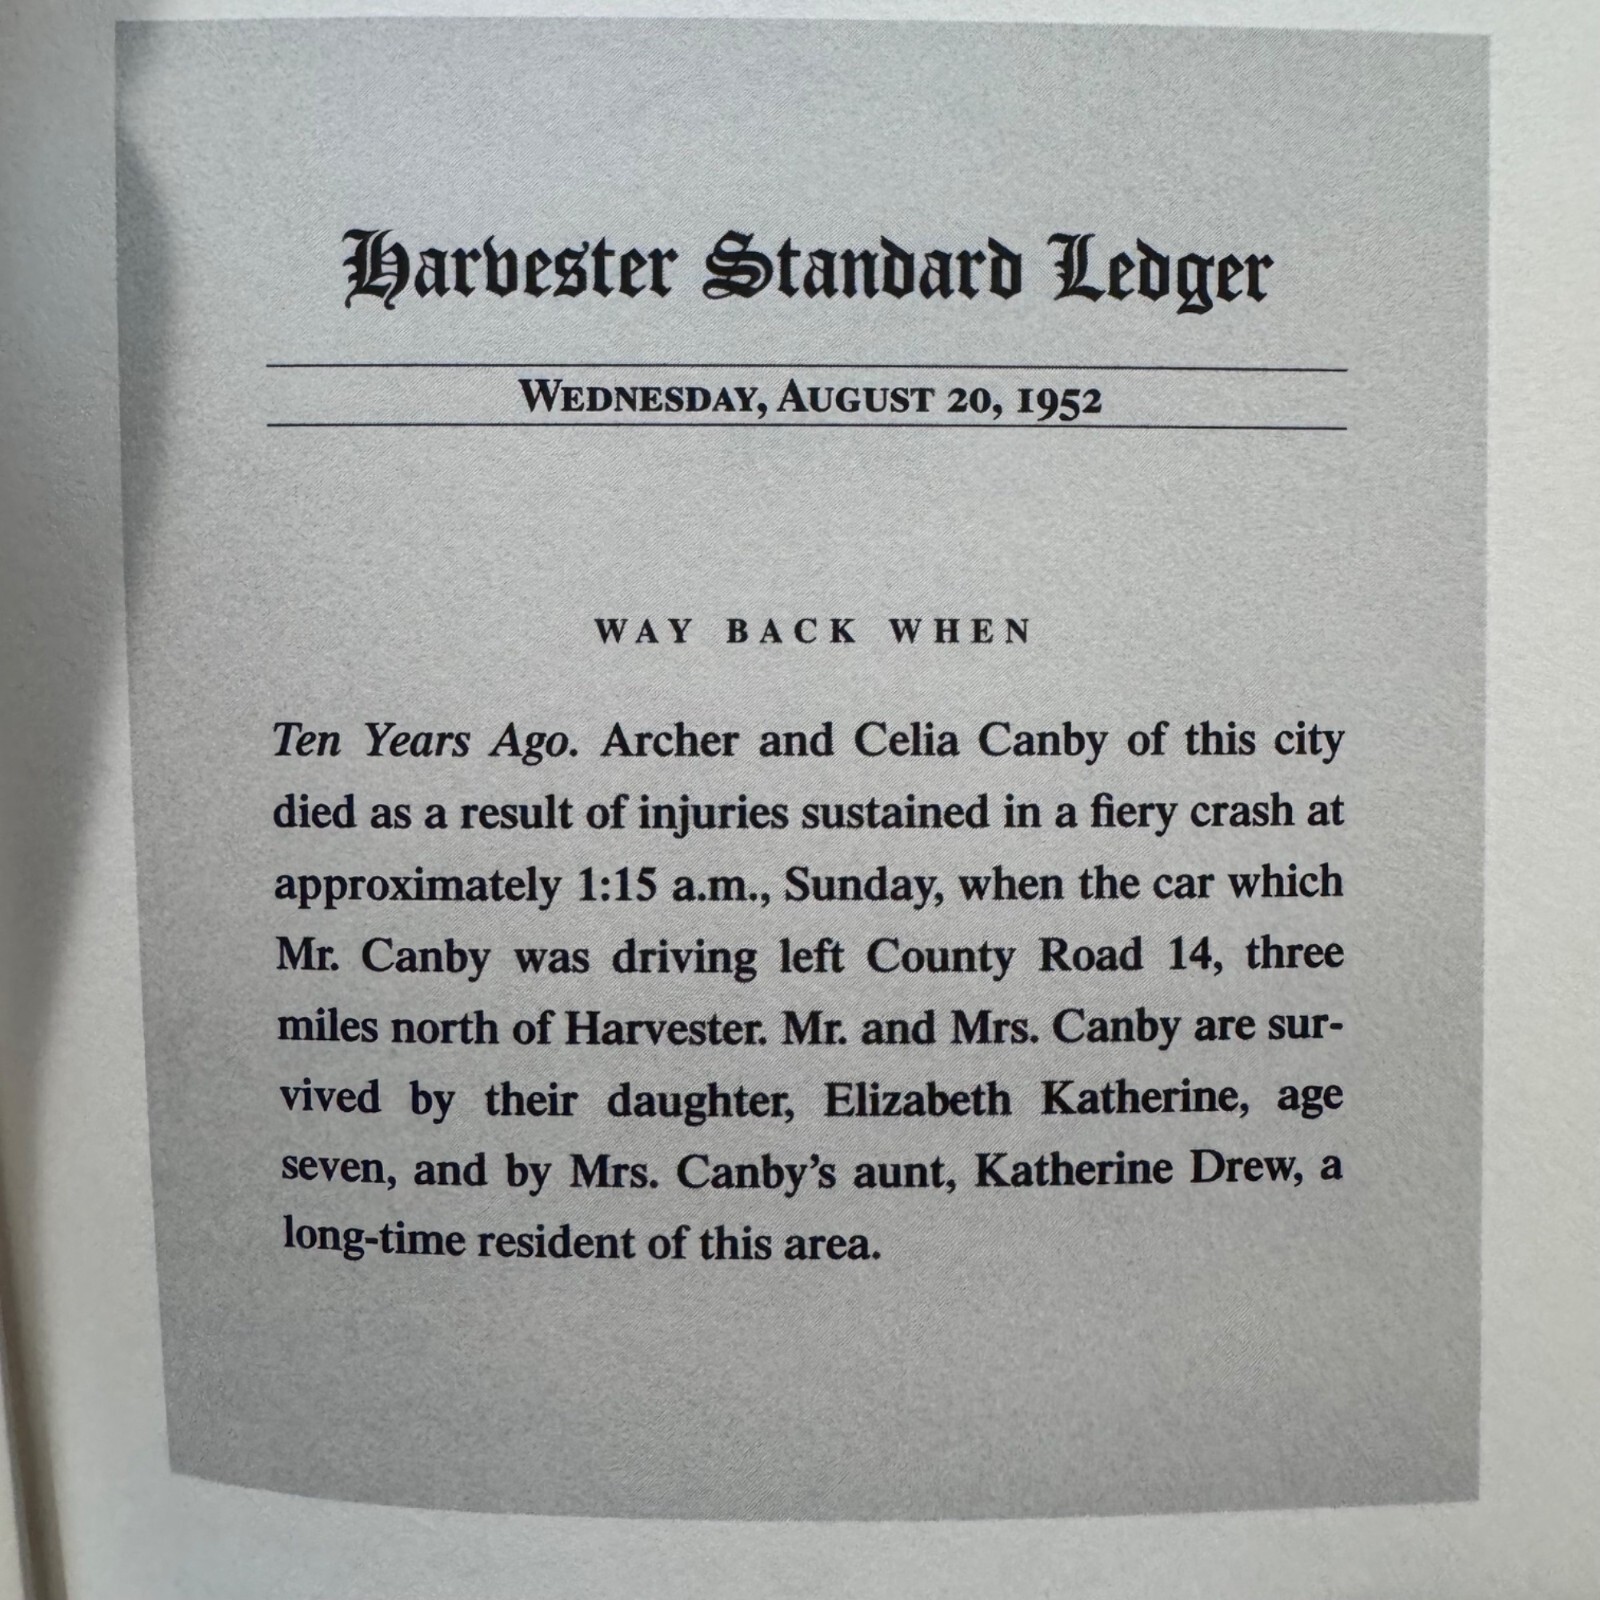 Harvester Standard Ledger
WEDNESDAY, AUGUST 20, 1952
WAY BACK WHEN
Ten Years Ago. Archer and Celia Canby of this city
died as a result of injuries sustained in a fiery crash at
approximately 1:15 a.m., Sunday, when the car which
Mr. Canby was driving left County Road 14, three
miles north of Harvester. Mr. and Mrs. Canby are sur-
vived by their daughter, Elizabeth Katherine, age
seven, and by Mrs. Canby’s aunt, Katherine Drew, a
long-time resident of this area.